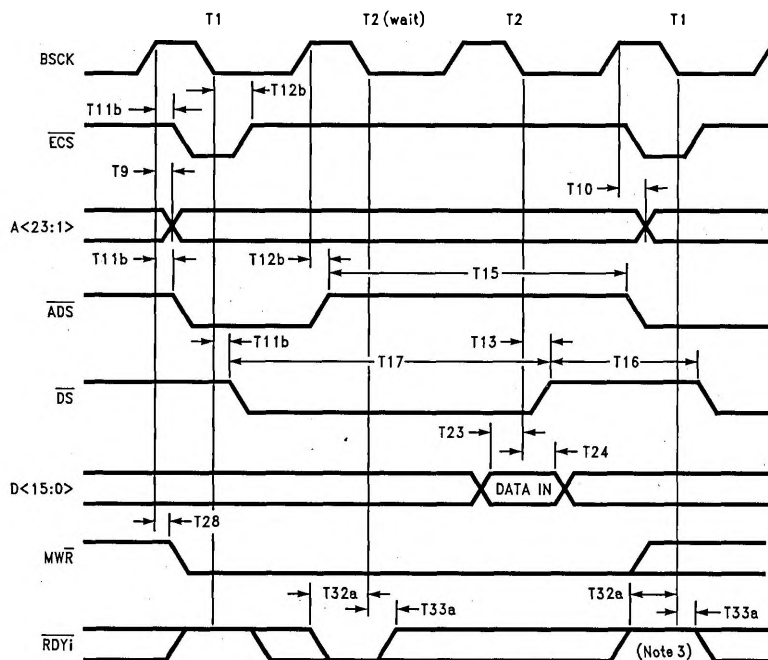 T1 T2 (wait) T2 T1
BSCK
T12b
T11b
ECS
T9
T10
A<23:1>
T11b T12b T15
ADS
T11b T13
T17 T16
DS
T23
T24
D<15:0> DATA IN
T28
MWR
T32a T32a
T33a T33a
RDYi (Note 3)